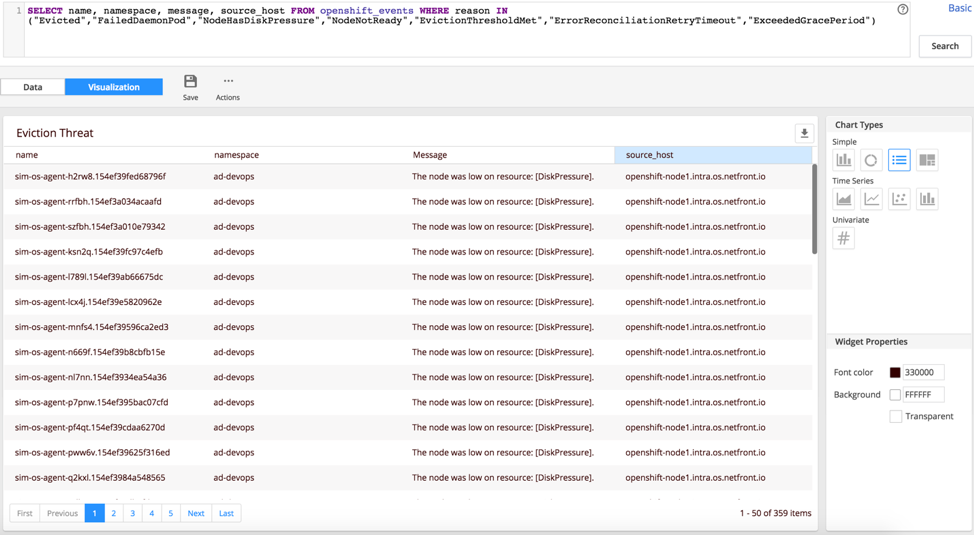 1 SELECT name, namespace, message, source_host FROM openshift_events WHERE reason IN
("Evicted","FailedDaemonPod","NodeHasDiskPressure","NodeNotReady","EvictionThresholdMet","ErrorReconciliationRetryTimeout","ExceededGracePeriod")
?
Basic
Search
Data
Visualization
Save
Actions
Eviction Threat
name namespace Message source_host
sim-os-agent-h2rw8.154ef39fed68796f ad-devops The node was low on resource: [DiskPressure]. openshift-node1.intra.os.netfront.io
sim-os-agent-rrfbh.154ef3a034acaafd ad-devops The node was low on resource: [DiskPressure]. openshift-node1.intra.os.netfront.io
sim-os-agent-szfbh.154ef3a010e79342 ad-devops The node was low on resource: [DiskPressure]. openshift-node1.intra.os.netfront.io
sim-os-agent-ksn2q.154ef39fc97c4efb ad-devops The node was low on resource: [DiskPressure]. openshift-node1.intra.os.netfront.io
sim-os-agent-l789l.154ef39ab66675dc ad-devops The node was low on resource: [DiskPressure]. openshift-node1.intra.os.netfront.io
sim-os-agent-lcx4j.154ef39e5820962e ad-devops The node was low on resource: [DiskPressure]. openshift-node1.intra.os.netfront.io
sim-os-agent-mnfs4.154ef39596ca2ed3 ad-devops The node was low on resource: [DiskPressure]. openshift-node1.intra.os.netfront.io
sim-os-agent-n669f.154ef39b8cbfb15e ad-devops The node was low on resource: [DiskPressure]. openshift-node1.intra.os.netfront.io
sim-os-agent-nl7nn.154ef3934ea54a36 ad-devops The node was low on resource: [DiskPressure]. openshift-node1.intra.os.netfront.io
sim-os-agent-p7pnw.154ef395bac07cfd ad-devops The node was low on resource: [DiskPressure]. openshift-node1.intra.os.netfront.io
sim-os-agent-pf4qt.154ef39cdaa6270d ad-devops The node was low on resource: [DiskPressure]. openshift-node1.intra.os.netfront.io
sim-os-agent-pww6v.154ef39625f316ed ad-devops The node was low on resource: [DiskPressure]. openshift-node1.intra.os.netfront.io
sim-os-agent-q2kxl.154ef3984a548565 ad-devops The node was low on resource: [DiskPressure]. openshift-node1.intra.os.netfront.io
First Previous 1 2 3 4 5 Next Last
1 - 50 of 359 items
Chart Types
Simple
Time Series
Univariate
#
Widget Properties
Font color 330000
Background FFFFFF
Transparent